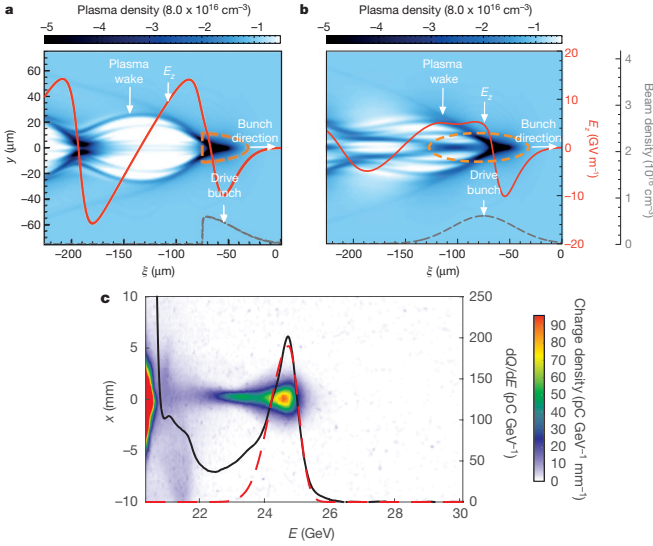 a
Plasma density (8.0 x 10¹⁶ cm⁻³)
−5 −4 −3 −2 −1
60
40
20
0
−20
−40
−60
y (μm)
Plasma
wake
E_z
Bunch
direction
Drive
bunch
−200 −150 −100 −50 0
ξ (μm)
b
Plasma density (8.0 x 10¹⁶ cm⁻³)
−5 −4 −3 −2 −1
Plasma
wake
E_z
Bunch
direction
Drive
bunch
−200 −150 −100 −50 0
ξ (μm)
20
10
0
−10
−20
E_z (GV m⁻¹)
4
3
2
1
0
Beam density (10¹⁶ cm⁻³)
c
10
5
0
−5
−10
x (mm)
22 24 26 28 30
E (GeV)
250
200
150
100
50
0
dQ/dE (pC GeV⁻¹)
90
80
70
60
50
40
30
20
10
0
Charge density (pC GeV⁻¹ mm⁻¹)